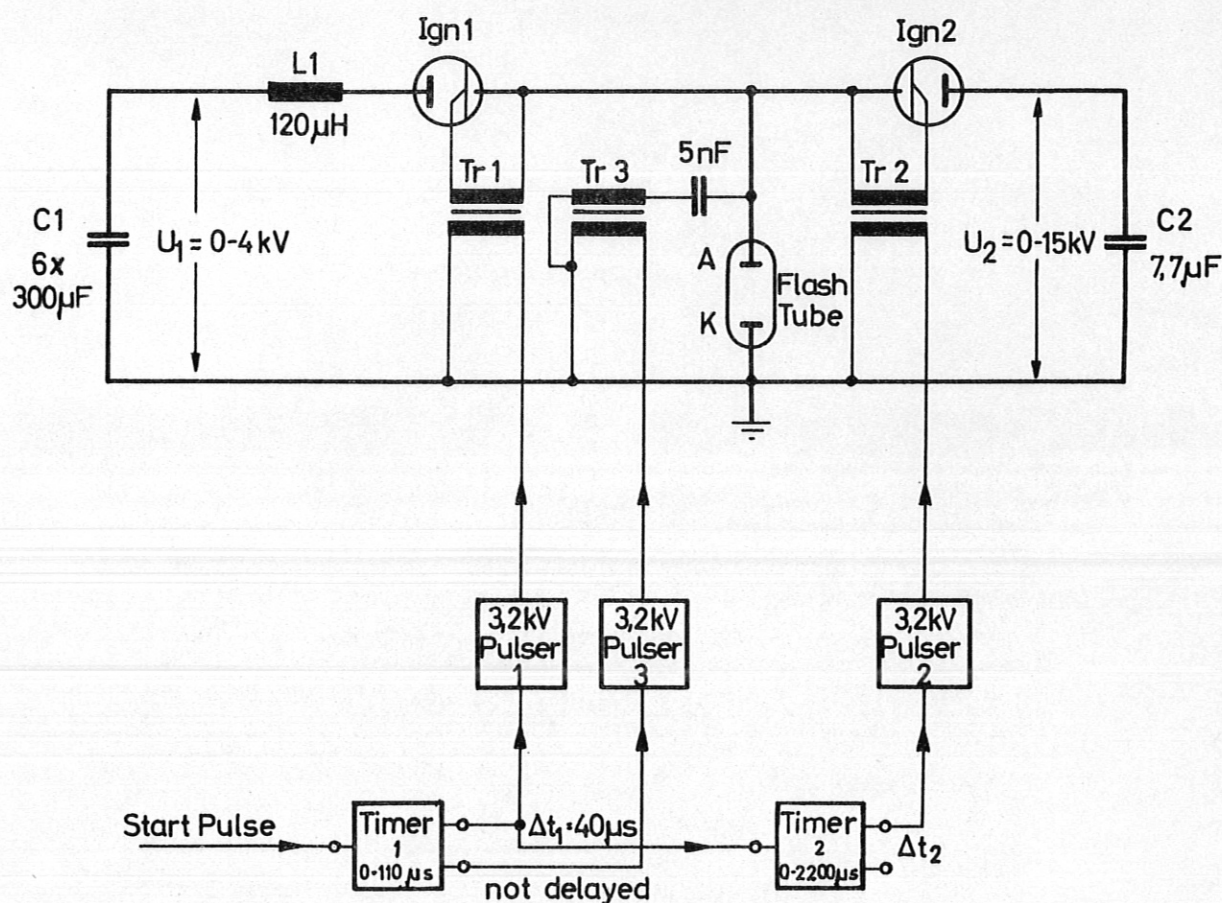 Ign1
Ign2
L1
120µH
Tr 1
Tr 3
5nF
Tr 2
C1
6x
300µF
U₁ = 0-4 kV
A
K
Flash
Tube
U₂ = 0-15kV
C2
7,7µF
3,2kV
Pulser
1
3,2kV
Pulser
3
3,2kV
Pulser
2
Start Pulse
Timer
1
0-110 µs
Δt₁=40µs
not delayed
Timer
2
0-2200µs
Δt₂